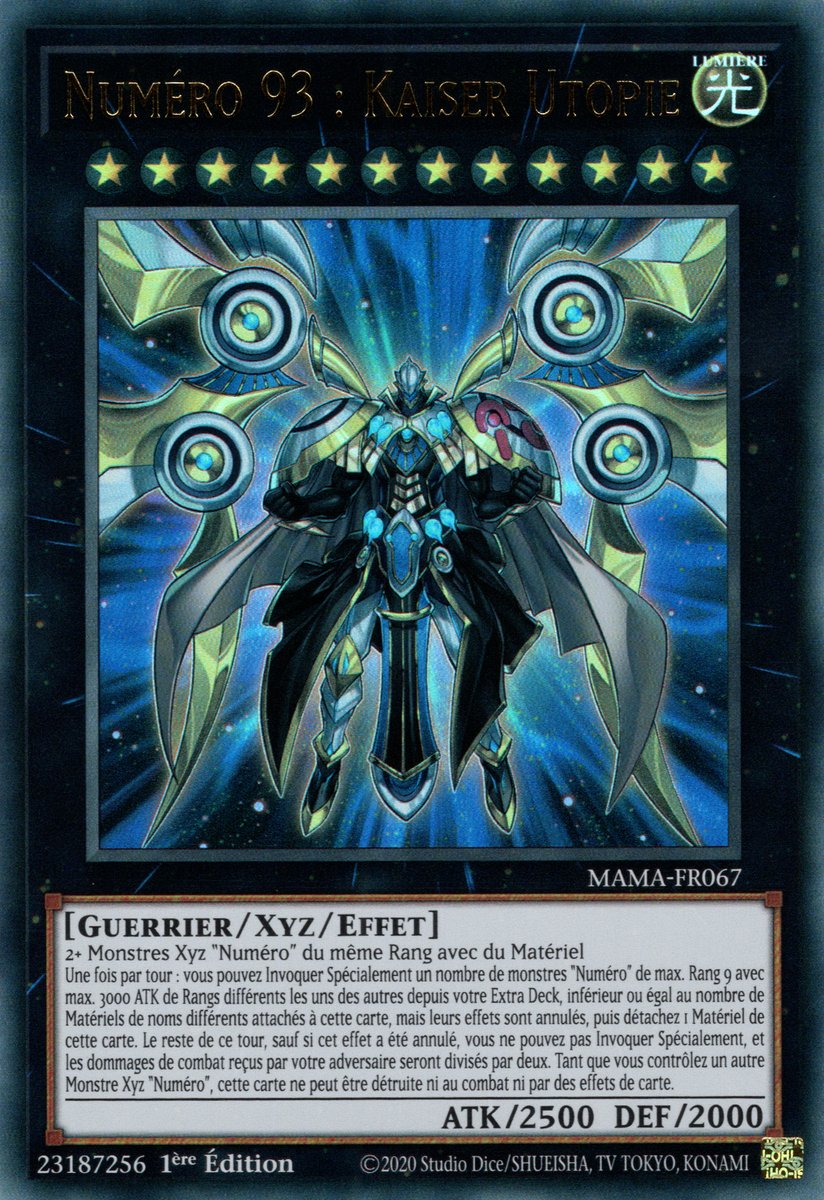 Numéro 93 : Kaiser Utopie
LUMIÈRE
光
MAMA-FR067
[Guerrier/Xyz/Effet]
2+ Monstres Xyz "Numéro" du même Rang avec du Matériel
Une fois par tour : vous pouvez Invoquer Spécialement un nombre de monstres "Numéro" de max. Rang 9 avec
max. 3000 ATK de Rangs différents les uns des autres depuis votre Extra Deck, inférieur ou égal au nombre de
Matériels de noms différents attachés à cette carte, mais leurs effets sont annulés, puis détachez 1 Matériel de
cette carte. Le reste de ce tour, sauf si cet effet a été annulé, vous ne pouvez pas Invoquer Spécialement, et
les dommages de combat reçus par votre adversaire seront divisés par deux. Tant que vous contrôlez un autre
Monstre Xyz "Numéro", cette carte ne peut être détruite ni au combat ni par des effets de carte.
ATK/2500 DEF/2000
23187256 1ère Édition
©2020 Studio Dice/SHUEISHA, TV TOKYO, KONAMI